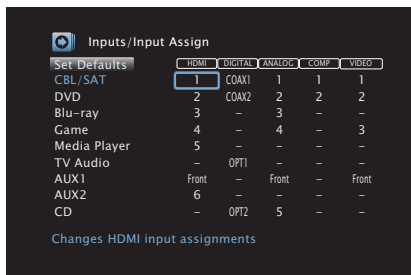 Inputs/Input Assign
Set Defaults HDMI DIGITAL ANALOG COMP VIDEO
CBL/SAT 1 COAX1 1 1 1
DVD 2 COAX2 2 2 2
Blu-ray 3 – 3 – –
Game 4 – 4 – 3
Media Player 5 – – – –
TV Audio – OPT1 – – –
AUX1 Front – Front – Front
AUX2 6 – – – –
CD – OPT2 5 – –
Changes HDMI input assignments